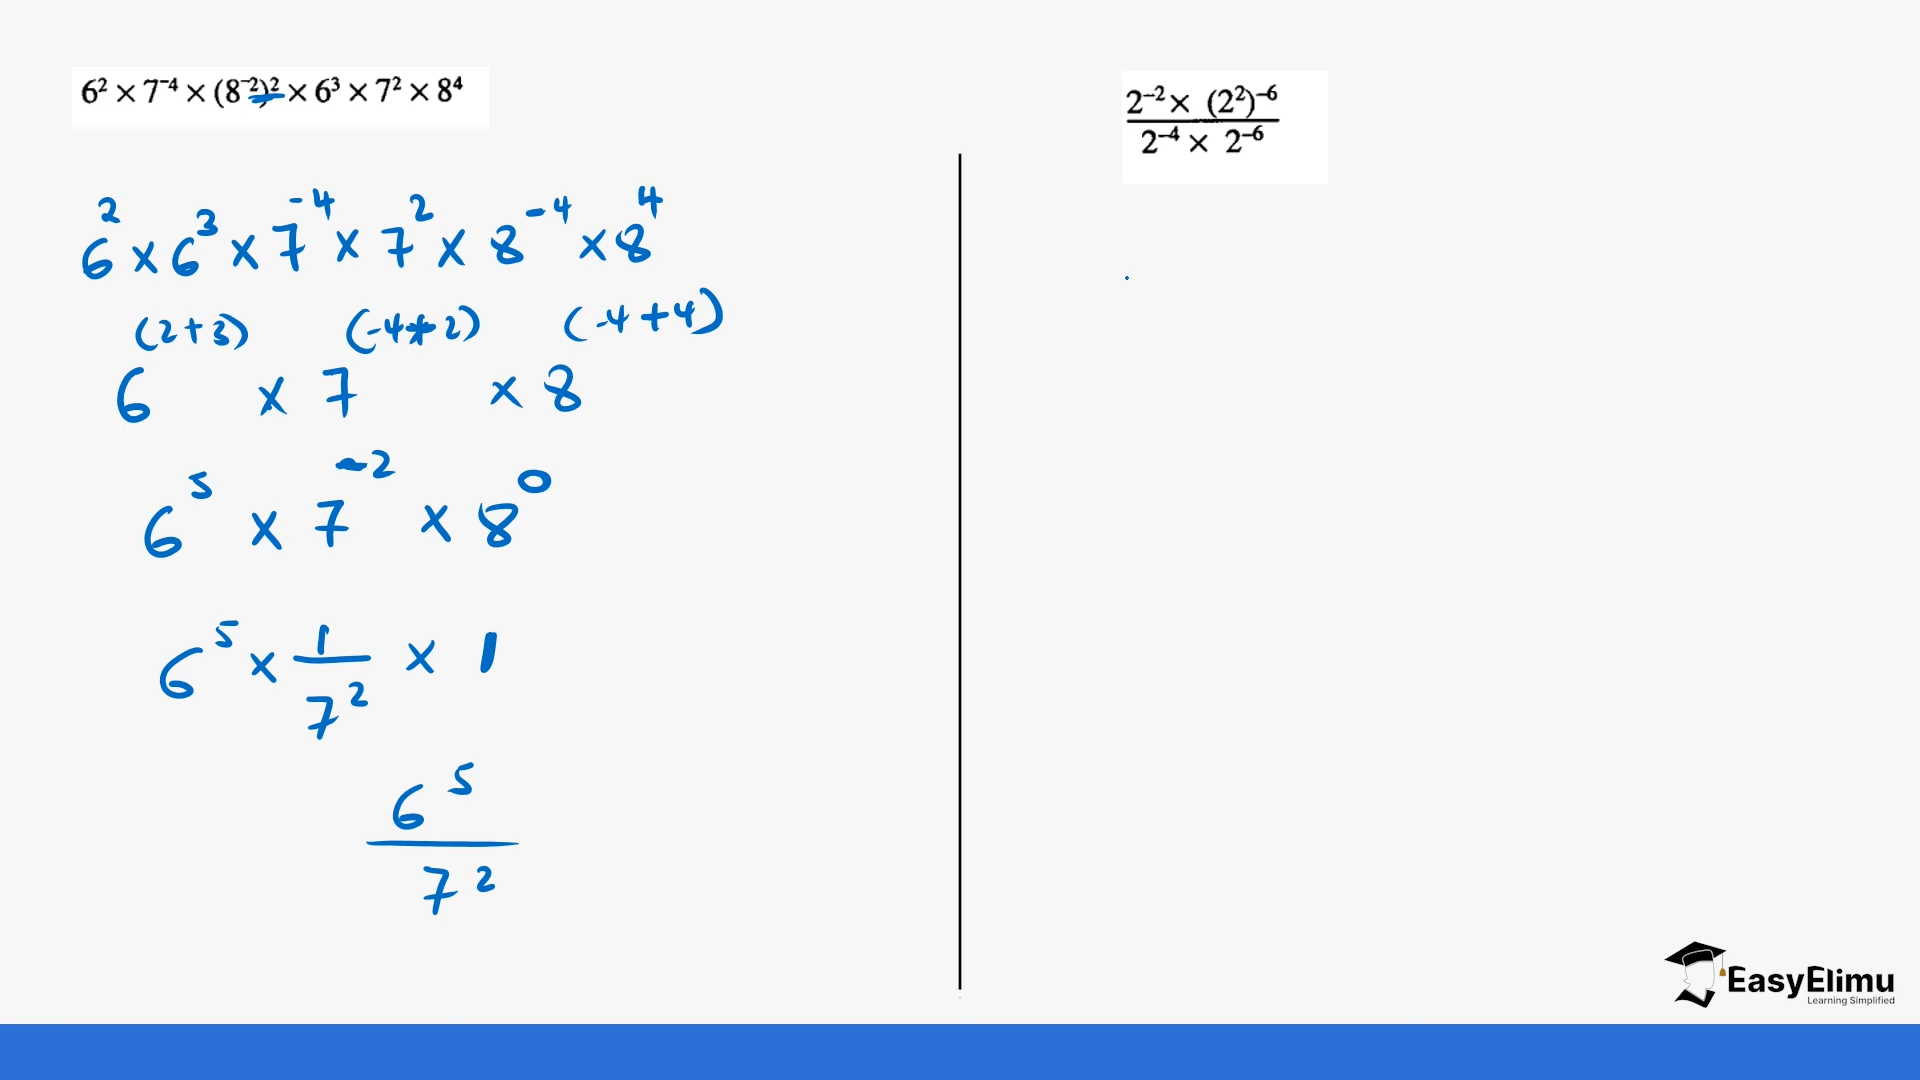 6² × 7⁻⁴ × (8⁻²)² × 6³ × 7² × 8⁴
6² × 6³ × 7⁻⁴ × 7² × 8⁻⁴ × 8⁴
(2+3) (-4+2) (-4+4)
6 × 7 × 8
6⁵ × 7⁻² × 8⁰
6⁵ × 1/7² × 1
6⁵
7²
2⁻² × (2²)⁻⁶
2⁻⁴ × 2⁻⁶
EasyElimu
Learning Simplified